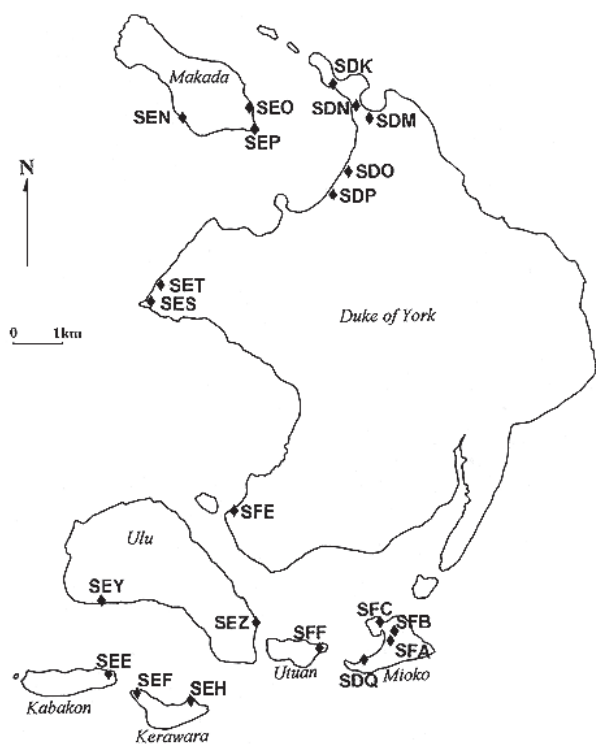 SDK
Makada
SEO
SDN
SEN
SDM
SEP
N
SDO
SDP
SET
SES
Duke of York
0 1km
SFE
Ulu
SEY
SFC
SEZ
SFB
SFF
SFA
SEE
Utuan
SDQ
Mioko
SEF
SEH
Kabakon
Kerawara